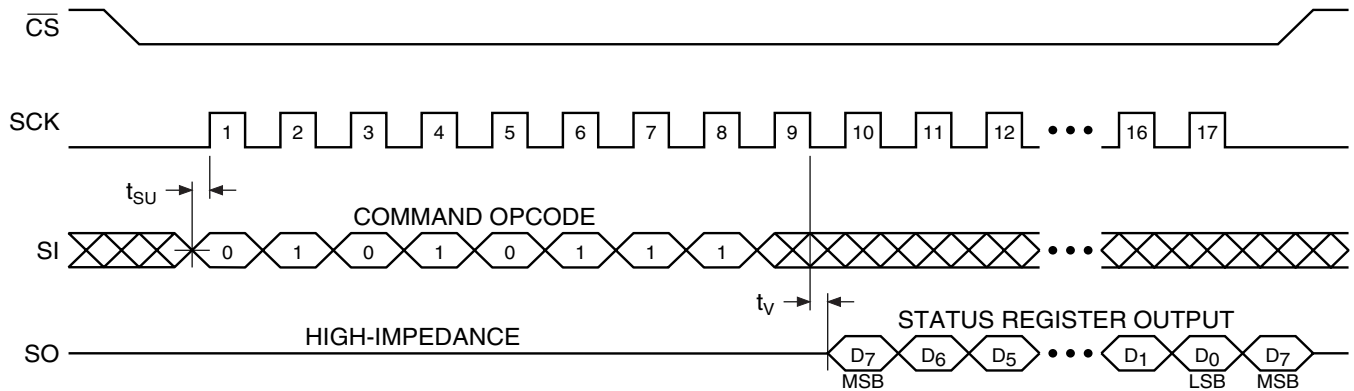 CS
SCK 1 2 3 4 5 6 7 8 9 10 11 12 ••• 16 17
tSU
COMMAND OPCODE
SI 0 1 0 1 0 1 1 1 •••
tV
HIGH-IMPEDANCE
STATUS REGISTER OUTPUT
SO D7 D6 D5 ••• D1 D0 D7
MSB LSB MSB